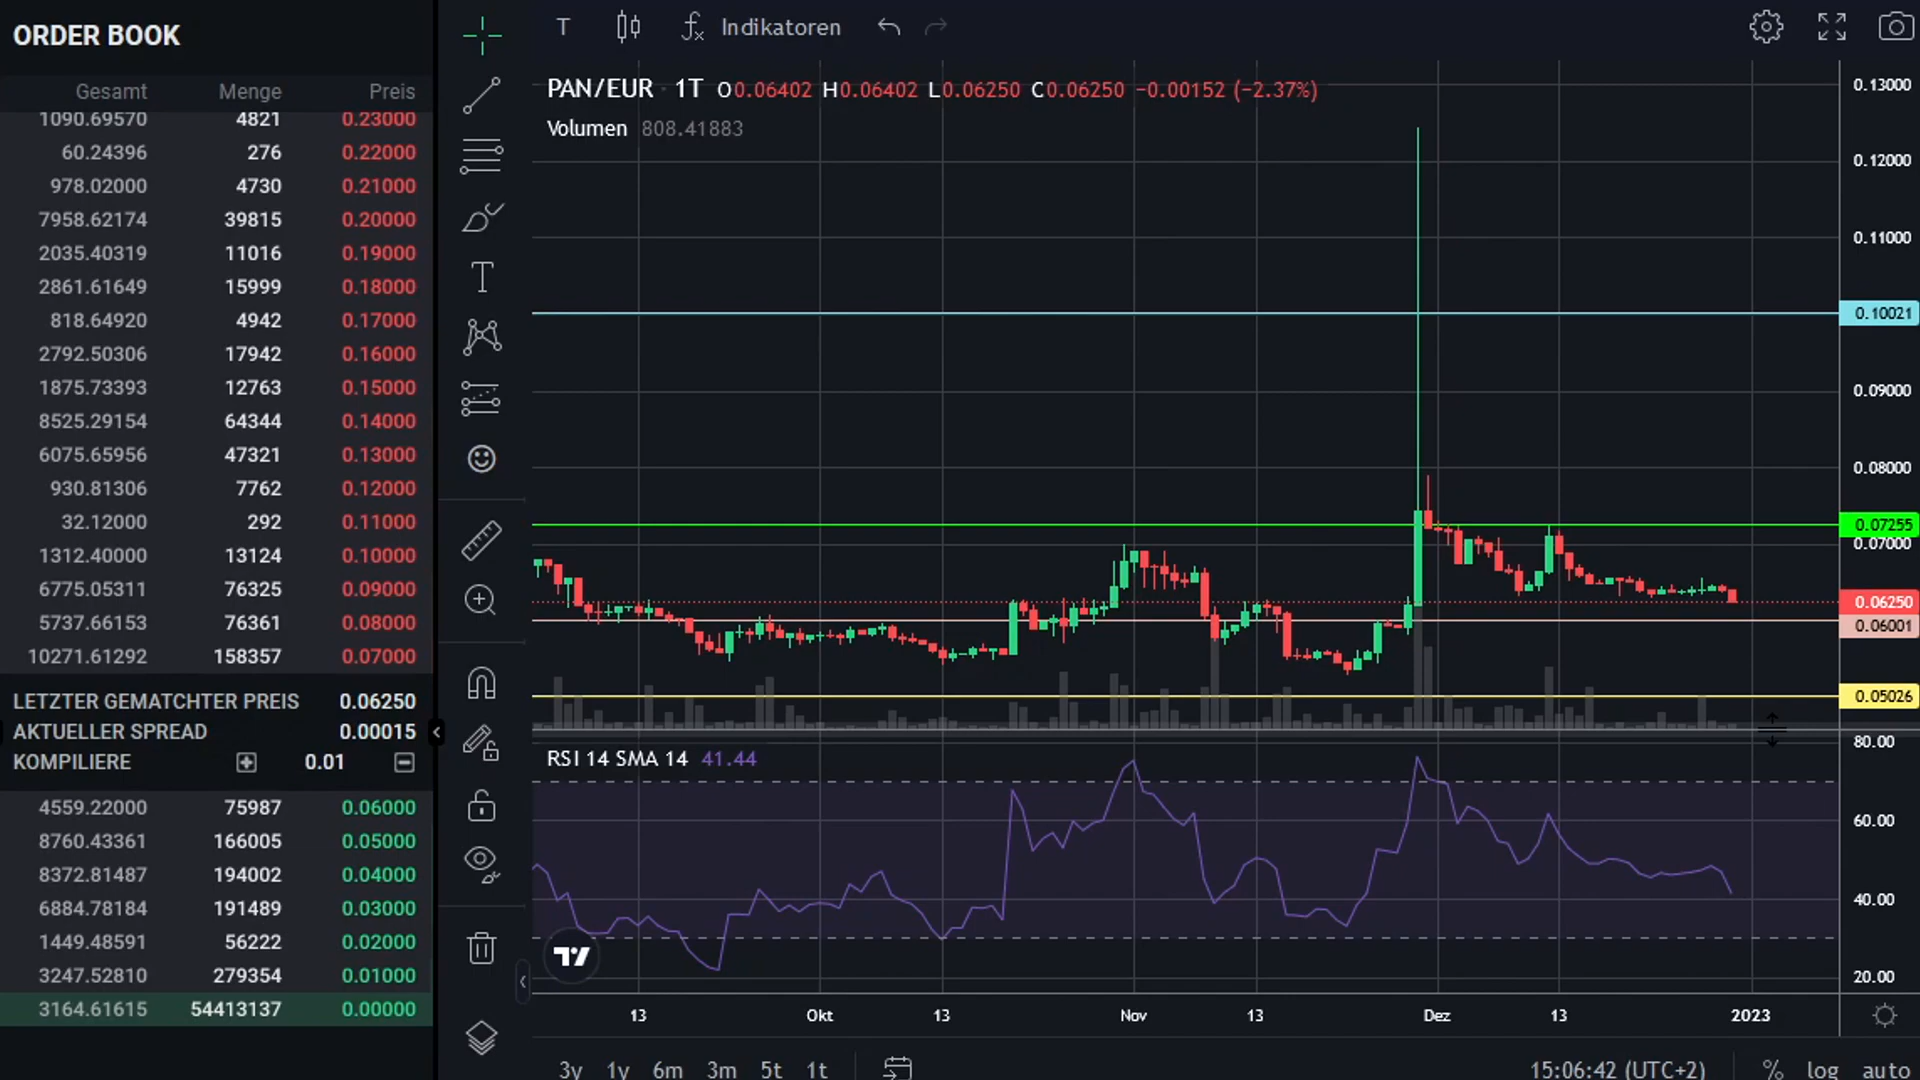 ORDER BOOK
Gesamt Menge Preis
1090.69570 4821 0.23000
60.24396 276 0.22000
978.02000 4730 0.21000
7958.62174 39815 0.20000
2035.40319 11016 0.19000
2861.61649 15999 0.18000
818.64920 4942 0.17000
2792.50306 17942 0.16000
1875.73393 12763 0.15000
8525.29154 64344 0.14000
6075.65956 47321 0.13000
930.81306 7762 0.12000
32.12000 292 0.11000
1312.40000 13124 0.10000
6775.05311 76325 0.09000
5737.66153 76361 0.08000
10271.61292 158357 0.07000
LETZTER GEMATCHTER PREIS 0.06250
AKTUELLER SPREAD 0.00015
KOMPILIERE 0.01
4559.22000 75987 0.06000
8760.43361 166005 0.05000
8372.81487 194002 0.04000
6884.78184 191489 0.03000
1449.48591 56222 0.02000
3247.52810 279354 0.01000
3164.61615 54413137 0.00000
T Indikatoren
PAN/EUR · 1T O0.06402 H0.06402 L0.06250 C0.06250 −0.00152 (−2.37%)
Volumen 808.41883
0.13000
0.12000
0.11000
0.10021
0.09000
0.08000
0.07255
0.07000
0.06250
0.06001
0.05026
RSI 14 SMA 14 41.44
80.00
60.00
40.00
20.00
13 Okt 13 Nov 13 Dez 13 2023
3y 1y 6m 3m 5t 1t 15:06:42 (UTC+2) % log auto